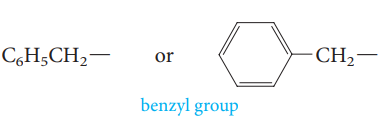 C₆H₅CH₂— or CH₂—
benzyl group